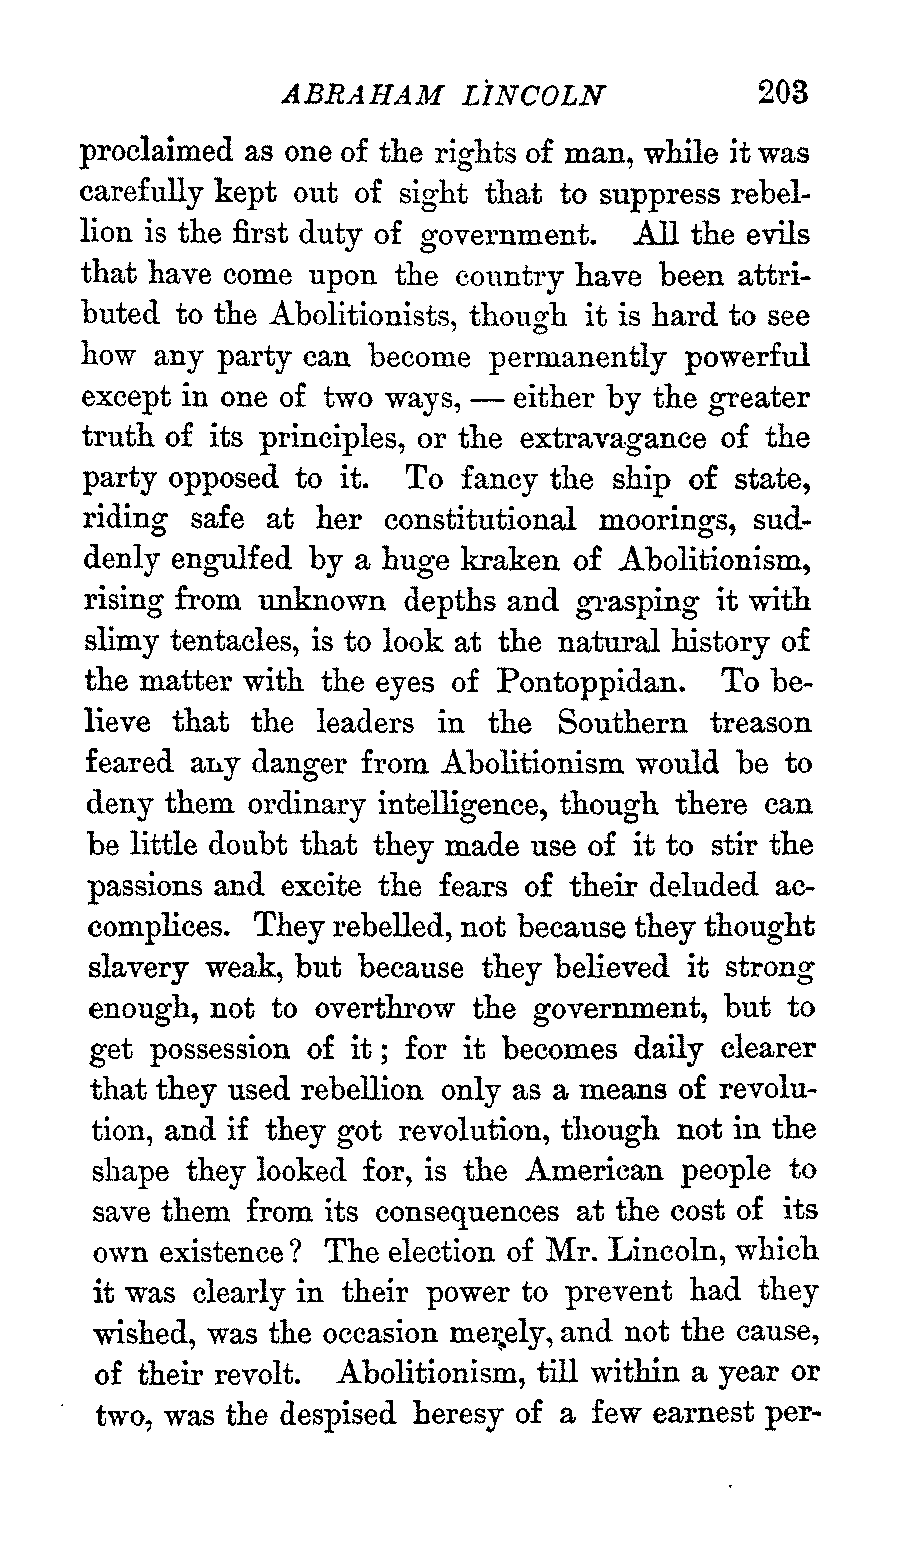 ABRAHAM LINCOLN 203
proclaimed as one of the rights of man, while it was
carefully kept out of sight that to suppress rebel-
lion is the first duty of government. All the evils
that have come upon the country have been attri-
buted to the Abolitionists, though it is hard to see
how any party can become permanently powerful
except in one of two ways, — either by the greater
truth of its principles, or the extravagance of the
party opposed to it. To fancy the ship of state,
riding safe at her constitutional moorings, sud-
denly engulfed by a huge kraken of Abolitionism,
rising from unknown depths and grasping it with
slimy tentacles, is to look at the natural history of
the matter with the eyes of Pontoppidan. To be-
lieve that the leaders in the Southern treason
feared any danger from Abolitionism would be to
deny them ordinary intelligence, though there can
be little doubt that they made use of it to stir the
passions and excite the fears of their deluded ac-
complices. They rebelled, not because they thought
slavery weak, but because they believed it strong
enough, not to overthrow the government, but to
get possession of it; for it becomes daily clearer
that they used rebellion only as a means of revolu-
tion, and if they got revolution, though not in the
shape they looked for, is the American people to
save them from its consequences at the cost of its
own existence? The election of Mr. Lincoln, which
it was clearly in their power to prevent had they
wished, was the occasion merely, and not the cause,
of their revolt. Abolitionism, till within a year or
two, was the despised heresy of a few earnest per-